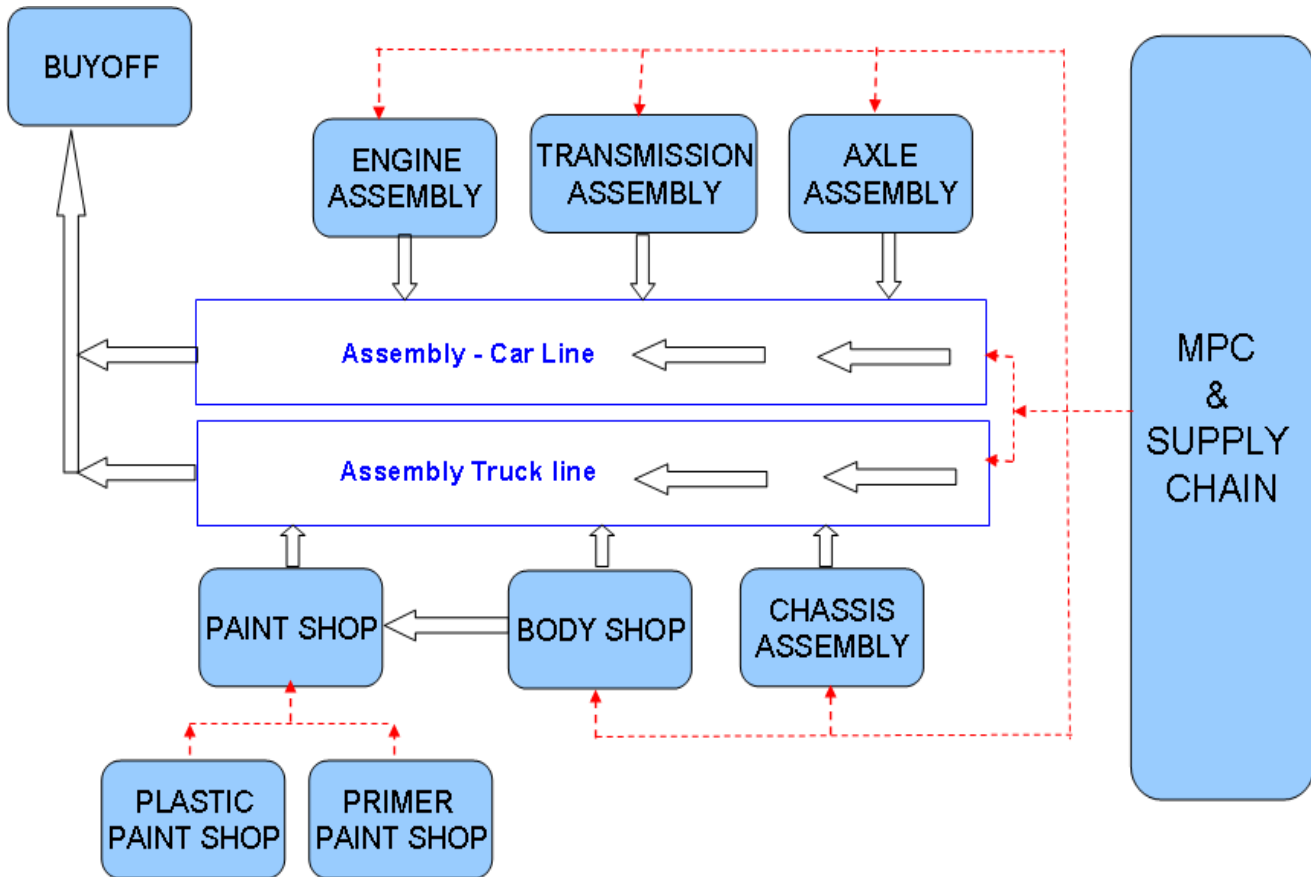 BUYOFF
ENGINE
ASSEMBLY
TRANSMISSION
ASSEMBLY
AXLE
ASSEMBLY
MPC
&
SUPPLY
CHAIN
Assembly - Car Line
Assembly Truck line
PAINT SHOP
BODY SHOP
CHASSIS
ASSEMBLY
PLASTIC
PAINT SHOP
PRIMER
PAINT SHOP